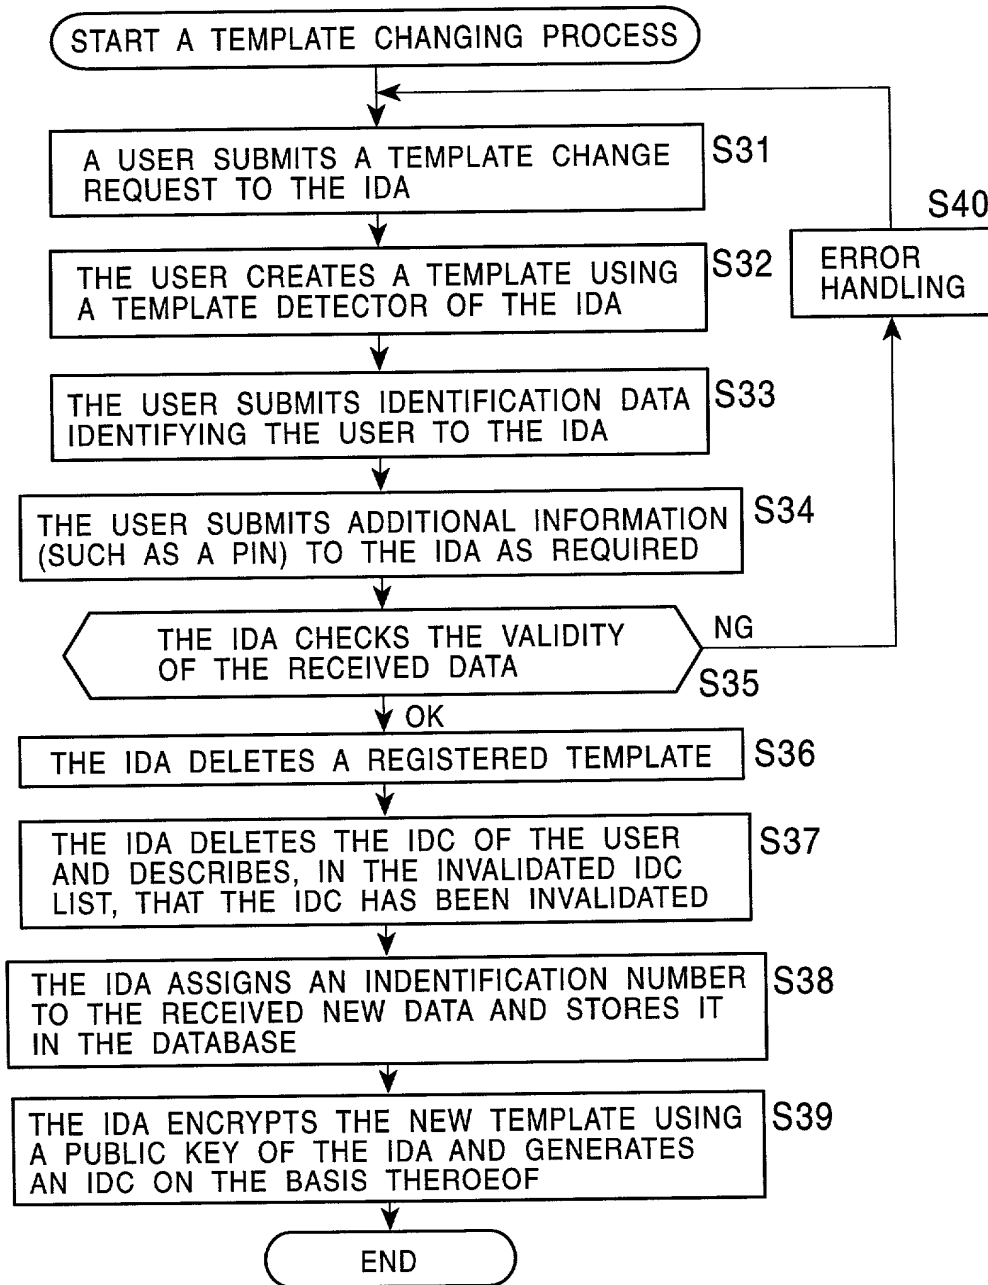 START A TEMPLATE CHANGING PROCESS
A USER SUBMITS A TEMPLATE CHANGE
REQUEST TO THE IDA
S31
S40
ERROR
HANDLING
THE USER CREATES A TEMPLATE USING
A TEMPLATE DETECTOR OF THE IDA
S32
THE USER SUBMITS IDENTIFICATION DATA
IDENTIFYING THE USER TO THE IDA
S33
THE USER SUBMITS ADDITIONAL INFORMATION
(SUCH AS A PIN) TO THE IDA AS REQUIRED
S34
THE IDA CHECKS THE VALIDITY
OF THE RECEIVED DATA
NG
S35
OK
THE IDA DELETES A REGISTERED TEMPLATE
S36
THE IDA DELETES THE IDC OF THE USER
AND DESCRIBES, IN THE INVALIDATED IDC
LIST, THAT THE IDC HAS BEEN INVALIDATED
S37
THE IDA ASSIGNS AN INDENTIFICATION NUMBER
TO THE RECEIVED NEW DATA AND STORES IT
IN THE DATABASE
S38
THE IDA ENCRYPTS THE NEW TEMPLATE USING
A PUBLIC KEY OF THE IDA AND GENERATES
AN IDC ON THE BASIS THEROEOF
S39
END